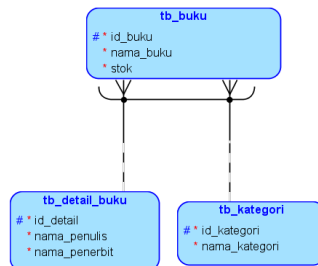 tb_buku
# * id_buku
* nama_buku
* stok
tb_detail_buku
# * id_detail
* nama_penulis
* nama_penerbit
tb_kategori
# * id_kategori
* nama_kategori